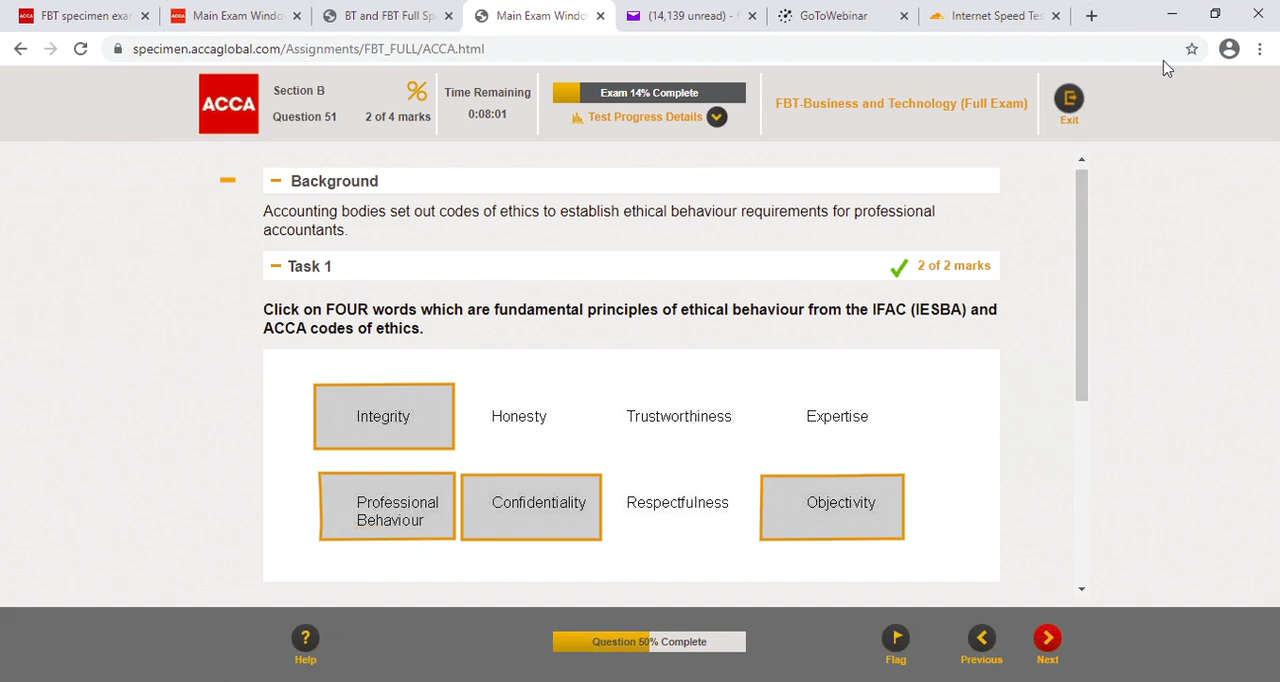 FBT specimen exa
Main Exam Windo
BT and FBT Full Sp
Main Exam Windo
(14,139 unread) - f
GoToWebinar
Internet Speed Tes
specimen.accaglobal.com/Assignments/FBT_FULL/ACCA.html
ACCA
Section B
Question 51
%
2 of 4 marks
Time Remaining
0:08:01
Exam 14% Complete
Test Progress Details
FBT-Business and Technology (Full Exam)
Exit
Background
Accounting bodies set out codes of ethics to establish ethical behaviour requirements for professional
accountants.
Task 1
2 of 2 marks
Click on FOUR words which are fundamental principles of ethical behaviour from the IFAC (IESBA) and
ACCA codes of ethics.
Integrity
Honesty
Trustworthiness
Expertise
Professional
Behaviour
Confidentiality
Respectfulness
Objectivity
?
Help
Question 50% Complete
Flag
Previous
Next